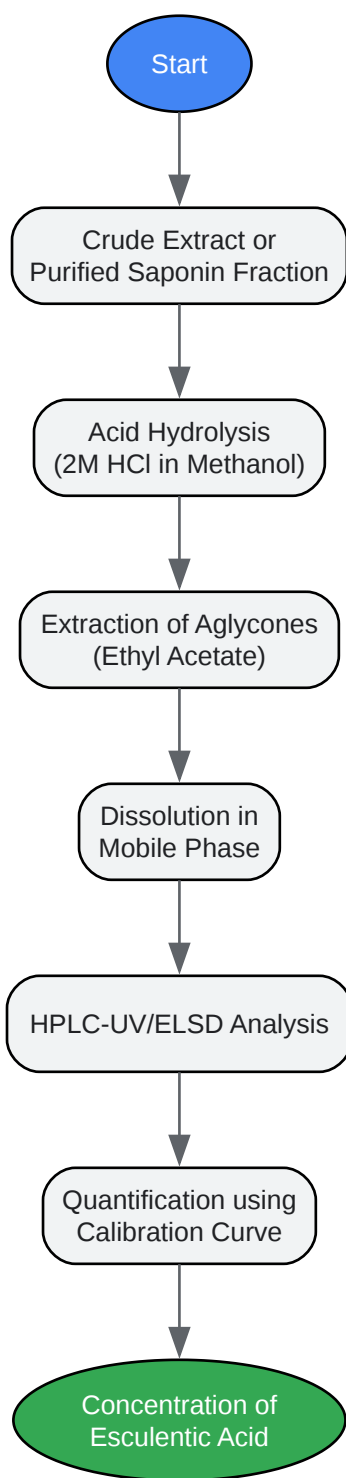 Start
Crude Extract or
Purified Saponin Fraction
Acid Hydrolysis
(2M HCl in Methanol)
Extraction of Aglycones
(Ethyl Acetate)
Dissolution in
Mobile Phase
HPLC-UV/ELSD Analysis
Quantification using
Calibration Curve
Concentration of
Esculentic Acid